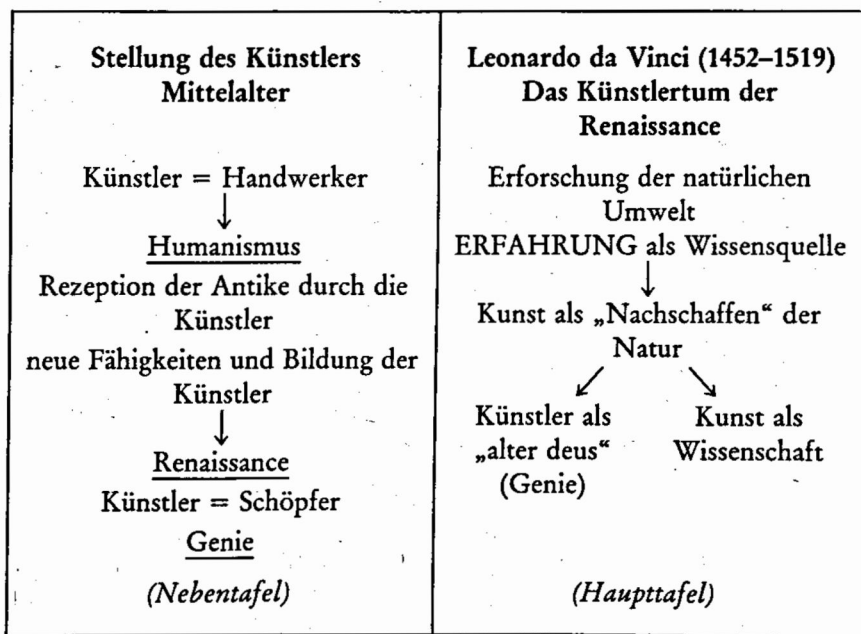 Stellung des Künstlers
Mittelalter
Künstler = Handwerker
↓
Humanismus
Rezeption der Antike durch die
Künstler
neue Fähigkeiten und Bildung der
Künstler
↓
Renaissance
Künstler = Schöpfer
Genie
(Nebentafel)
Leonardo da Vinci (1452–1519)
Das Künstlertum der
Renaissance
Erforschung der natürlichen
Umwelt
ERFAHRUNG als Wissensquelle
↓
Kunst als „Nachschaffen“ der
Natur
↙ ↘
Künstler als
„alter deus“
(Genie)
Kunst als
Wissenschaft
(Haupttafel)